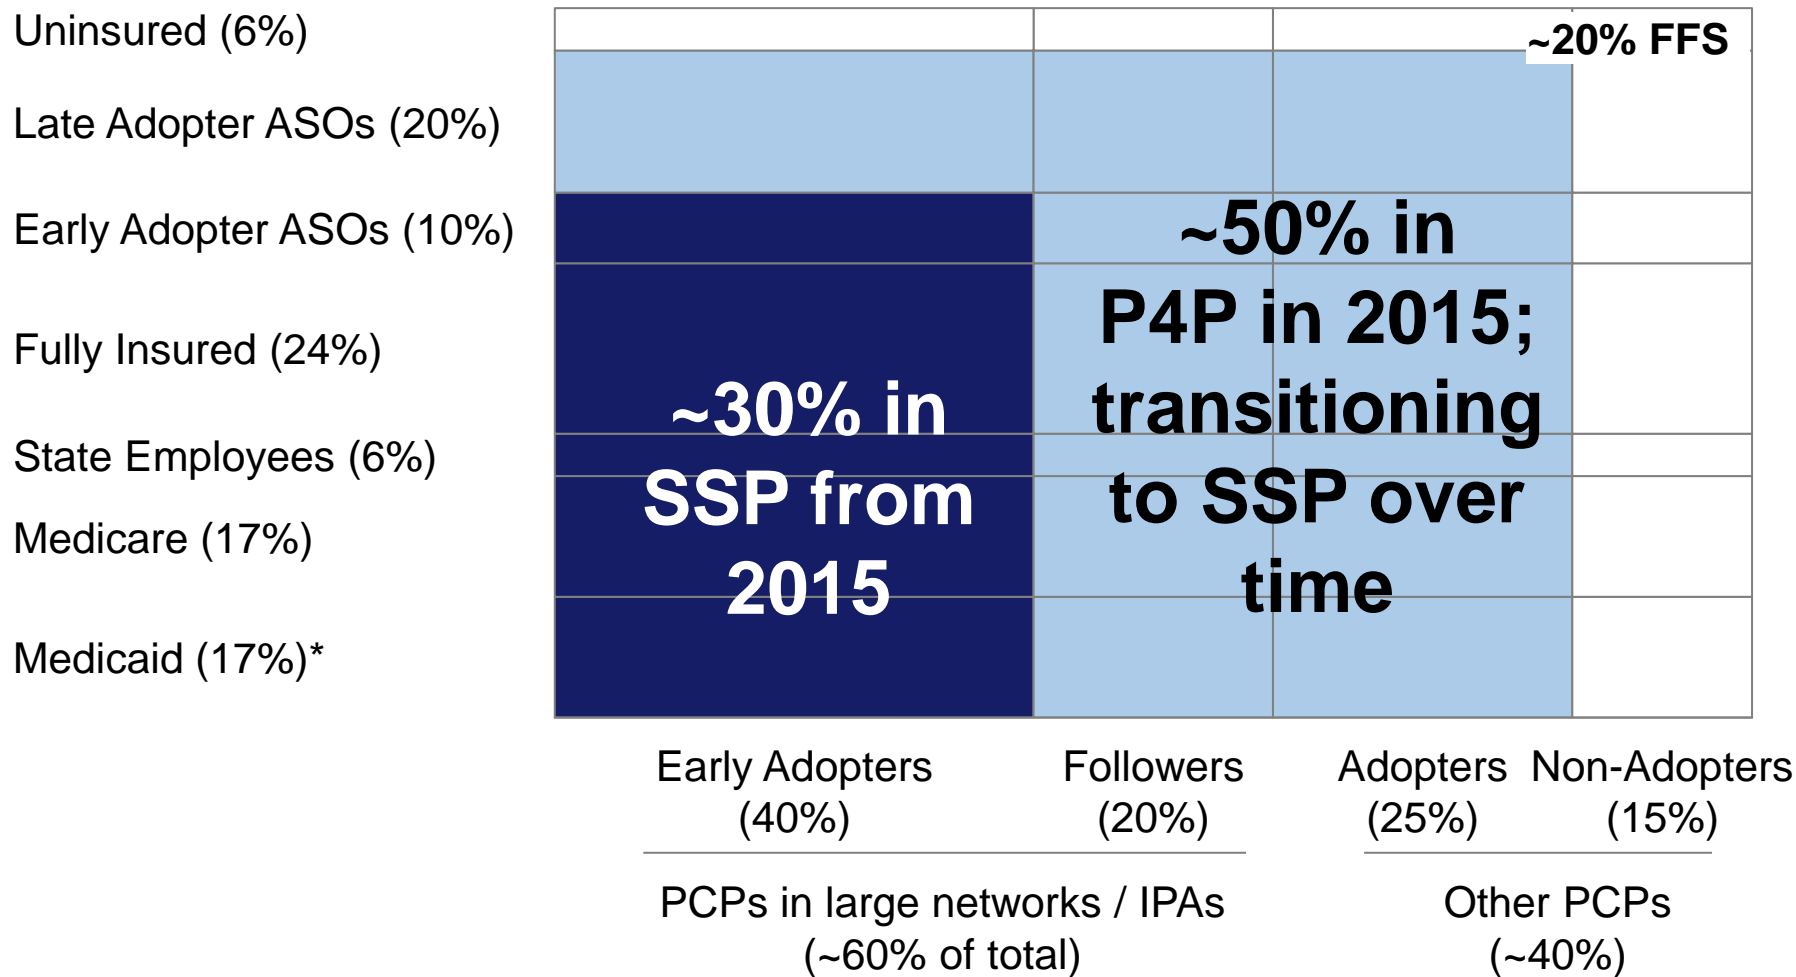 Uninsured (6%)
~20% FFS
Late Adopter ASOs (20%)
Early Adopter ASOs (10%)
Fully Insured (24%)
State Employees (6%)
Medicare (17%)
Medicaid (17%)*
~30% in
SSP from
2015
~50% in
P4P in 2015;
transitioning
to SSP over
time
Early Adopters
(40%)
Followers
(20%)
Adopters
(25%)
Non-Adopters
(15%)
PCPs in large networks / IPAs
(~60% of total)
Other PCPs
(~40%)